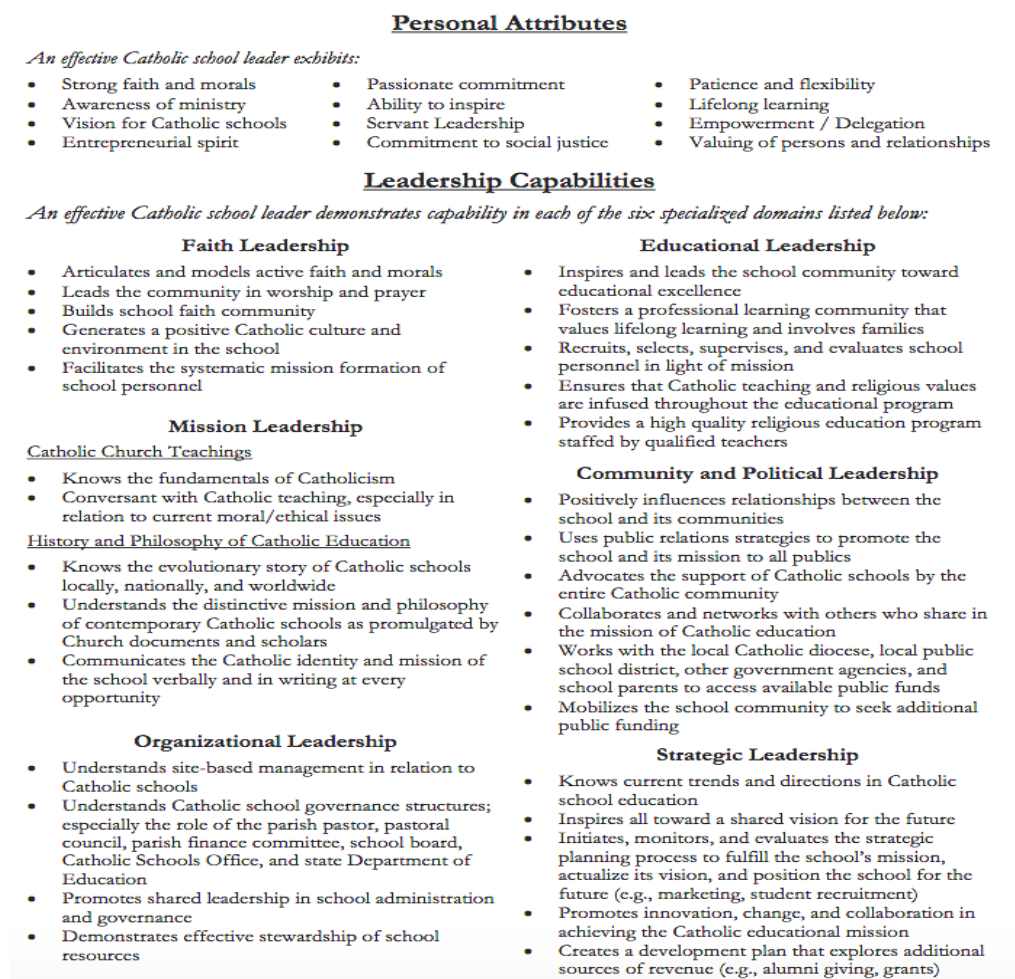 Personal Attributes
An effective Catholic school leader exhibits:
• Strong faith and morals
• Awareness of ministry
• Vision for Catholic schools
• Entrepreneurial spirit
• Passionate commitment
• Ability to inspire
• Servant Leadership
• Commitment to social justice
• Patience and flexibility
• Lifelong learning
• Empowerment / Delegation
• Valuing of persons and relationships
Leadership Capabilities
An effective Catholic school leader demonstrates capability in each of the six specialized domains listed below:
Faith Leadership
• Articulates and models active faith and morals
• Leads the community in worship and prayer
• Builds school faith community
• Generates a positive Catholic culture and
environment in the school
• Facilitates the systematic mission formation of
school personnel
Mission Leadership
Catholic Church Teachings
• Knows the fundamentals of Catholicism
• Conversant with Catholic teaching, especially in
relation to current moral/ethical issues
History and Philosophy of Catholic Education
• Knows the evolutionary story of Catholic schools
locally, nationally, and worldwide
• Understands the distinctive mission and philosophy
of contemporary Catholic schools as promulgated by
Church documents and scholars
• Communicates the Catholic identity and mission of
the school verbally and in writing at every
opportunity
Organizational Leadership
• Understands site-based management in relation to
Catholic schools
• Understands Catholic school governance structures;
especially the role of the parish pastor, pastoral
council, parish finance committee, school board,
Catholic Schools Office, and state Department of
Education
• Promotes shared leadership in school administration
and governance
• Demonstrates effective stewardship of school
resources
Educational Leadership
• Inspires and leads the school community toward
educational excellence
• Fosters a professional learning community that
values lifelong learning and involves families
• Recruits, selects, supervises, and evaluates school
personnel in light of mission
• Ensures that Catholic teaching and religious values
are infused throughout the educational program
• Provides a high quality religious education program
staffed by qualified teachers
Community and Political Leadership
• Positively influences relationships between the
school and its communities
• Uses public relations strategies to promote the
school and its mission to all publics
• Advocates the support of Catholic schools by the
entire Catholic community
• Collaborates and networks with others who share in
the mission of Catholic education
• Works with the local Catholic diocese, local public
school district, other government agencies, and
school parents to access available public funds
• Mobilizes the school community to seek additional
public funding
Strategic Leadership
• Knows current trends and directions in Catholic
school education
• Inspires all toward a shared vision for the future
• Initiates, monitors, and evaluates the strategic
planning process to fulfill the school's mission,
actualize its vision, and position the school for the
future (e.g., marketing, student recruitment)
• Promotes innovation, change, and collaboration in
achieving the Catholic educational mission
• Creates a development plan that explores additional
sources of revenue (e.g., alumni giving, grants)